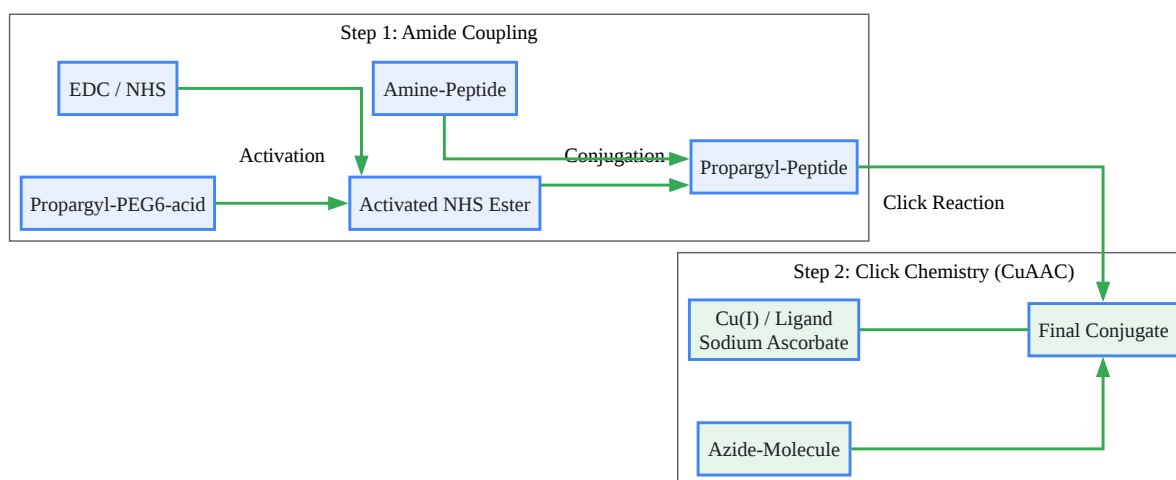 Step 1: Amide Coupling
EDC / NHS
Amine-Peptide
Activation
Conjugation
Propargyl-Peptide
Propargyl-PEG6-acid
Activated NHS Ester
Click Reaction
Step 2: Click Chemistry (CuAAC)
Cu(I) / Ligand
Sodium Ascorbate
Final Conjugate
Azide-Molecule